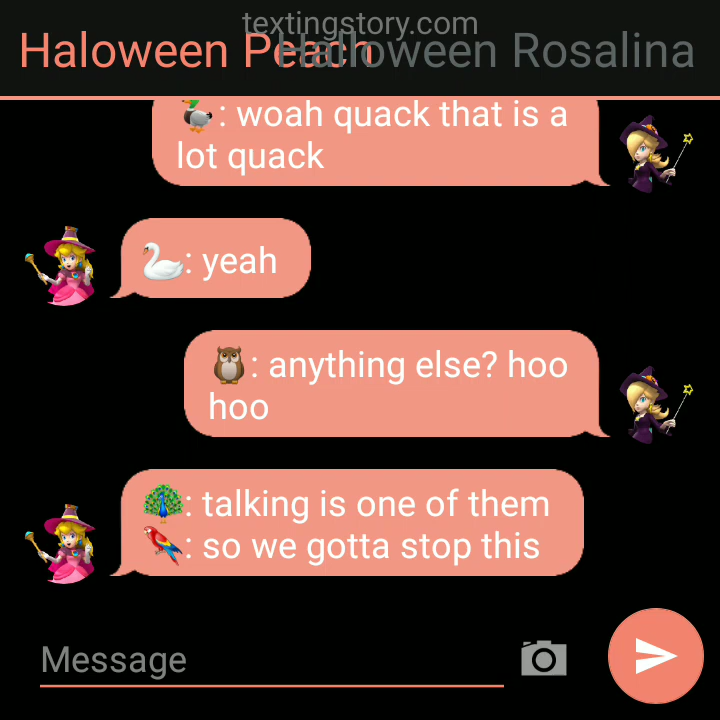 textingstory.com
Haloween Peach
Halloween Rosalina
🦆: woah quack that is a
lot quack
🦢: yeah
🦉: anything else? hoo
hoo
🦚: talking is one of them
🦜: so we gotta stop this
Message